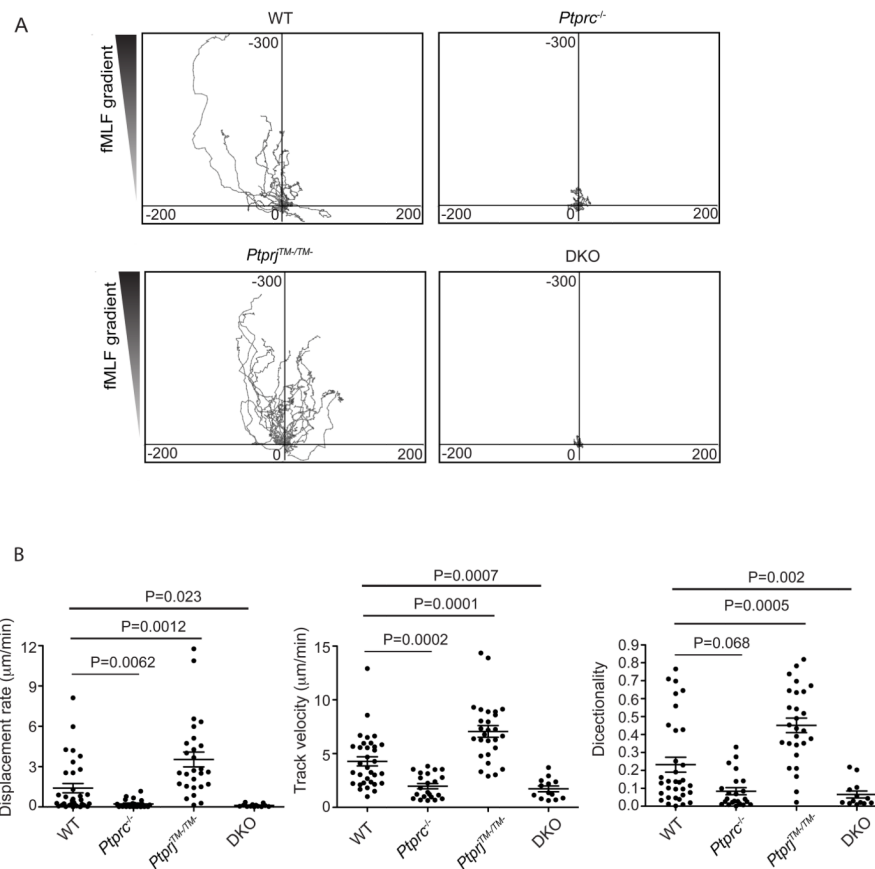 A
WT
Ptprc-/-
fMLF gradient
-300
-200
0
200
-300
-200
0
200
PtprjTM-/TM-
DKO
fMLF gradient
-300
-200
0
200
-300
-200
0
200
B
P=0.023
P=0.0012
P=0.0062
Displacement rate (µm/min)
12
9
6
3
0
WT
Ptprc-/-
PtprjTM-/TM-
DKO
P=0.0007
P=0.0001
P=0.0002
Track velocity (µm/min)
15
10
5
0
WT
Ptprc-/-
PtprjTM-/TM-
DKO
P=0.002
P=0.0005
P=0.068
Dicectionality
0.9
0.8
0.7
0.6
0.5
0.4
0.3
0.2
0.1
0.0
WT
Ptprc-/-
PtprjTM-/TM-
DKO